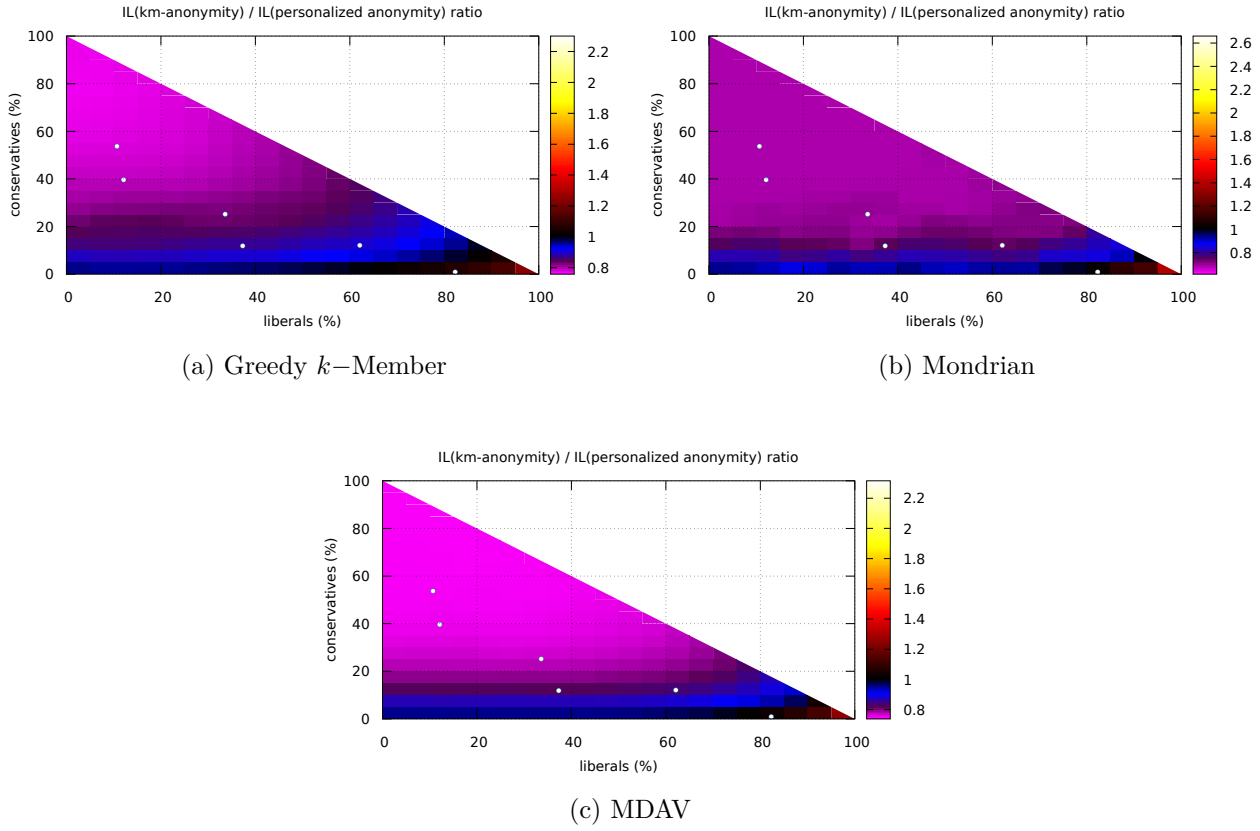 IL(km-anonymity) / IL(personalized anonymity) ratio
100
80
60
40
20
0
conservatives (%)
0 20 40 60 80 100
liberals (%)
2.2
2
1.8
1.6
1.4
1.2
1
0.8
(a) Greedy k−Member
IL(km-anonymity) / IL(personalized anonymity) ratio
100
80
60
40
20
0
conservatives (%)
0 20 40 60 80 100
liberals (%)
2.6
2.4
2.2
2
1.8
1.6
1.4
1.2
1
0.8
(b) Mondrian
IL(km-anonymity) / IL(personalized anonymity) ratio
100
80
60
40
20
0
conservatives (%)
0 20 40 60 80 100
liberals (%)
2.2
2
1.8
1.6
1.4
1.2
1
0.8
(c) MDAV